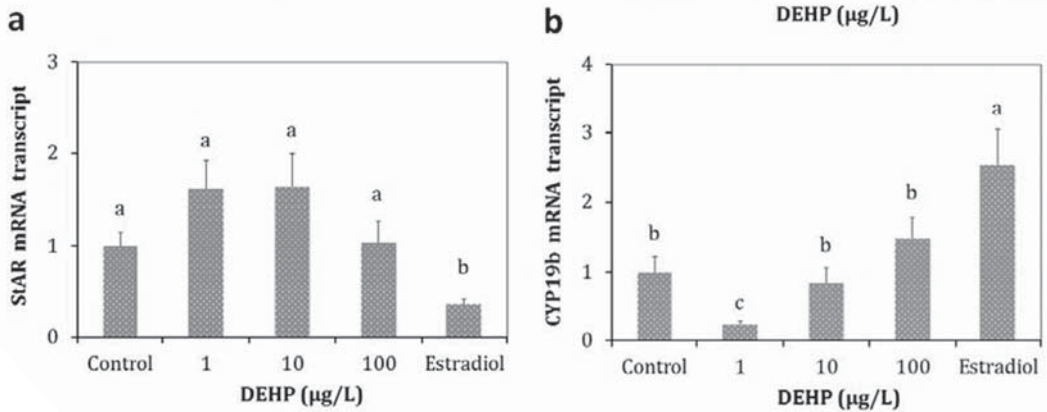 a
StAR mRNA transcript
3
2
1
0
a
a
a
a
b
Control 1 10 100 Estradiol
DEHP (µg/L)
DEHP (µg/L)
b
CYP19b mRNA transcript
4
3
2
1
0
b
c
b
b
a
Control 1 10 100 Estradiol
DEHP (µg/L)